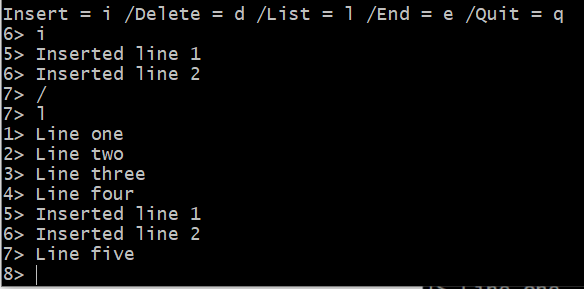 Insert = i /Delete = d /List = l /End = e /Quit = q
6> i
5> Inserted line 1
6> Inserted line 2
7> /
7> l
1> Line one
2> Line two
3> Line three
4> Line four
5> Inserted line 1
6> Inserted line 2
7> Line five
8>